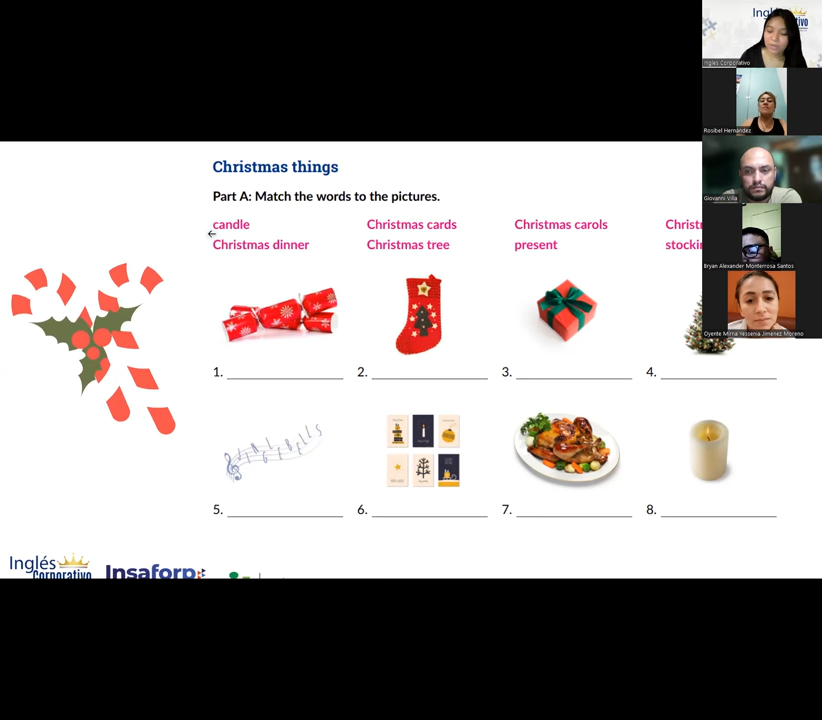 Christmas things
Part A: Match the words to the pictures.
candle Christmas cards Christmas carols
Christmas dinner Christmas tree present
1. 2. 3. 4.
5. 6. 7. 8.
Inglés
Corporativo
Insaforp
Inglés Corporativo
Rosibel Hernández
Giovanni Villa
Bryan Alexander Monterrosa Santos
Oyente Mirna Yessenia Jimenez Moreno